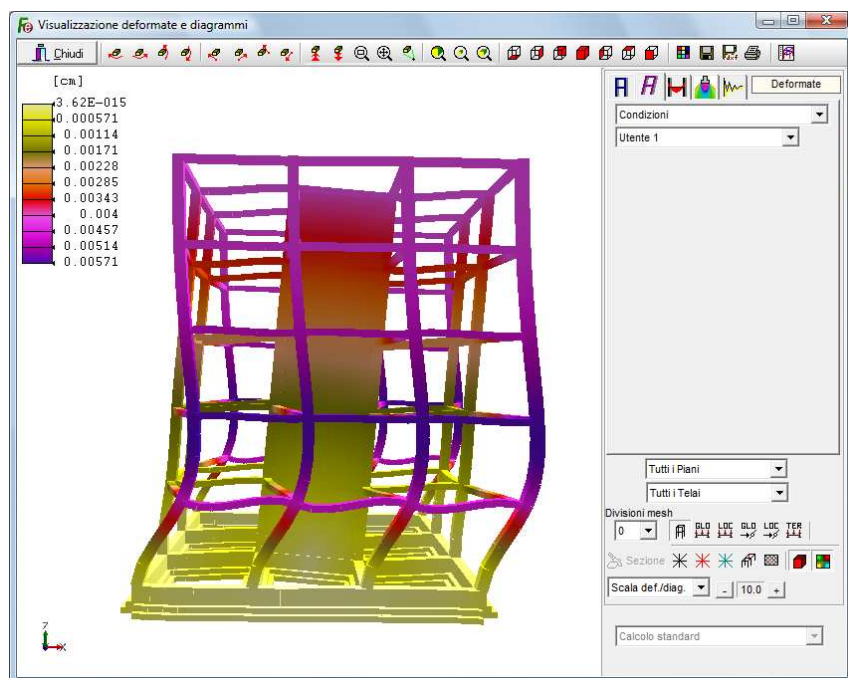 Visualizzazione deformate e diagrammi
Chiudi
[cm]
3.62E-015
0.000571
0.00114
0.00171
0.00228
0.00285
0.00343
0.004
0.00457
0.00514
0.00571
Deformate
Condizioni
Utente 1
Tutti i Piani
Tutti i Telai
Divisioni mesh
0
GLO LOC GLO LOC TER
Sezione
Scala def./diag. - 10.0 +
Calcolo standard
Z
X